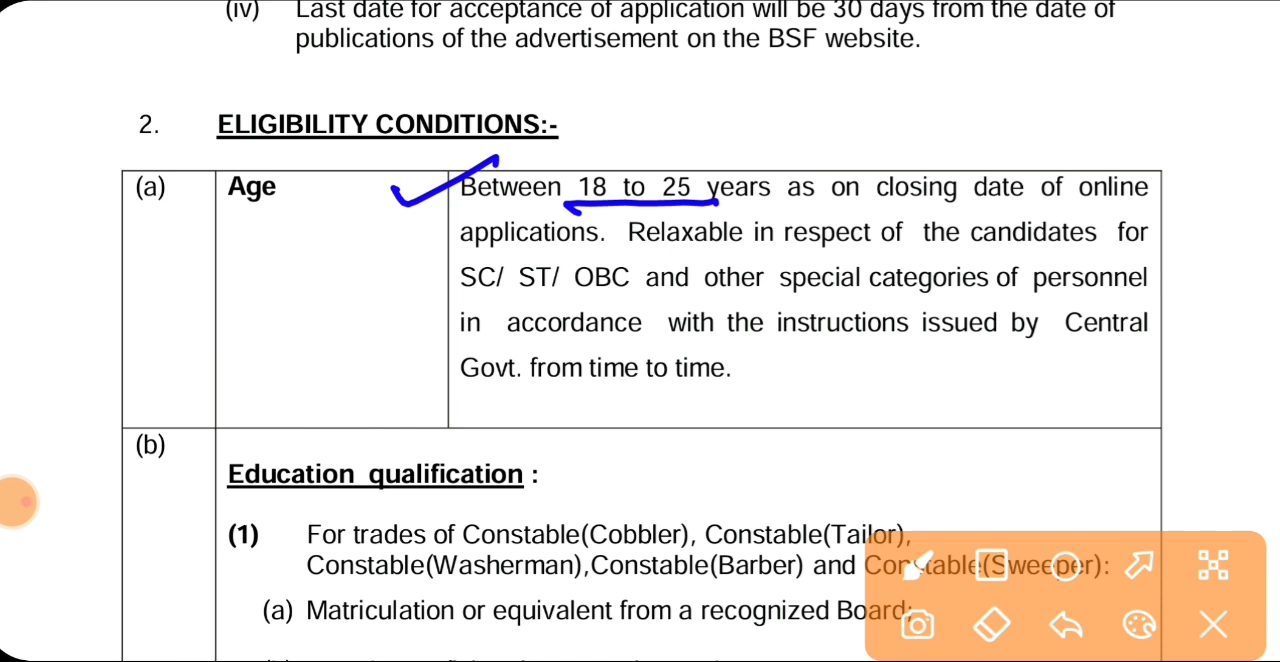 (iv) Last date for acceptance of application will be 30 days from the date of
publications of the advertisement on the BSF website.
2. ELIGIBILITY CONDITIONS:-
(a) Age Between 18 to 25 years as on closing date of online
applications. Relaxable in respect of the candidates for
SC/ ST/ OBC and other special categories of personnel
in accordance with the instructions issued by Central
Govt. from time to time.
(b)
Education qualification :
(1) For trades of Constable(Cobbler), Constable(Tailor),
Constable(Washerman),Constable(Barber) and Constable(Sweeper):
(a) Matriculation or equivalent from a recognized Board;